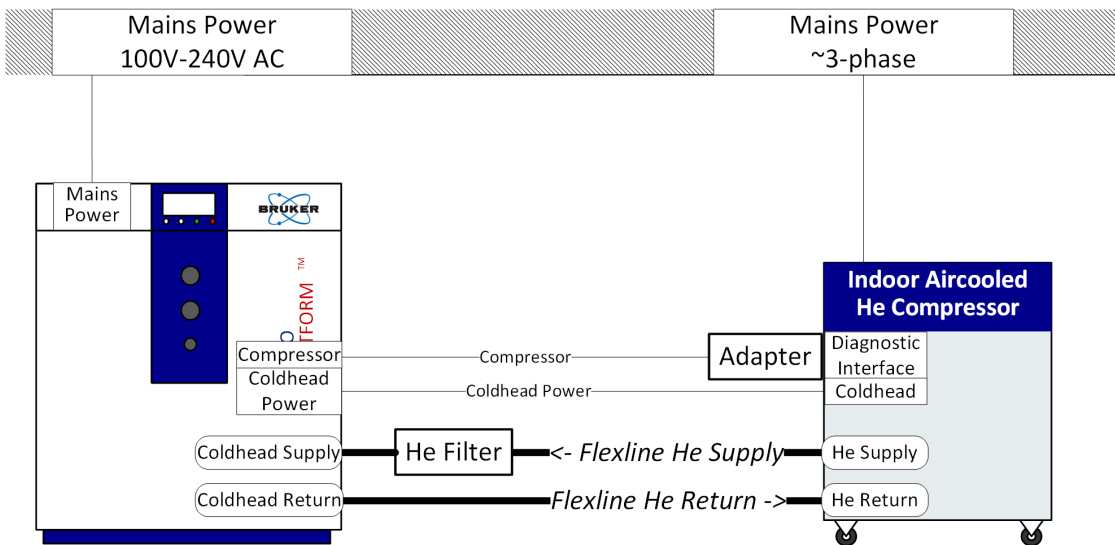 Mains Power
100V-240V AC
Mains Power
~3-phase
Mains
Power
BRUKER
TFORM ™
O
Indoor Aircooled
He Compressor
Compressor
Coldhead
Power
Compressor
Coldhead Power
Adapter
Diagnostic
Interface
Coldhead
Coldhead Supply
He Filter
<- Flexline He Supply
He Supply
Coldhead Return
Flexline He Return ->
He Return